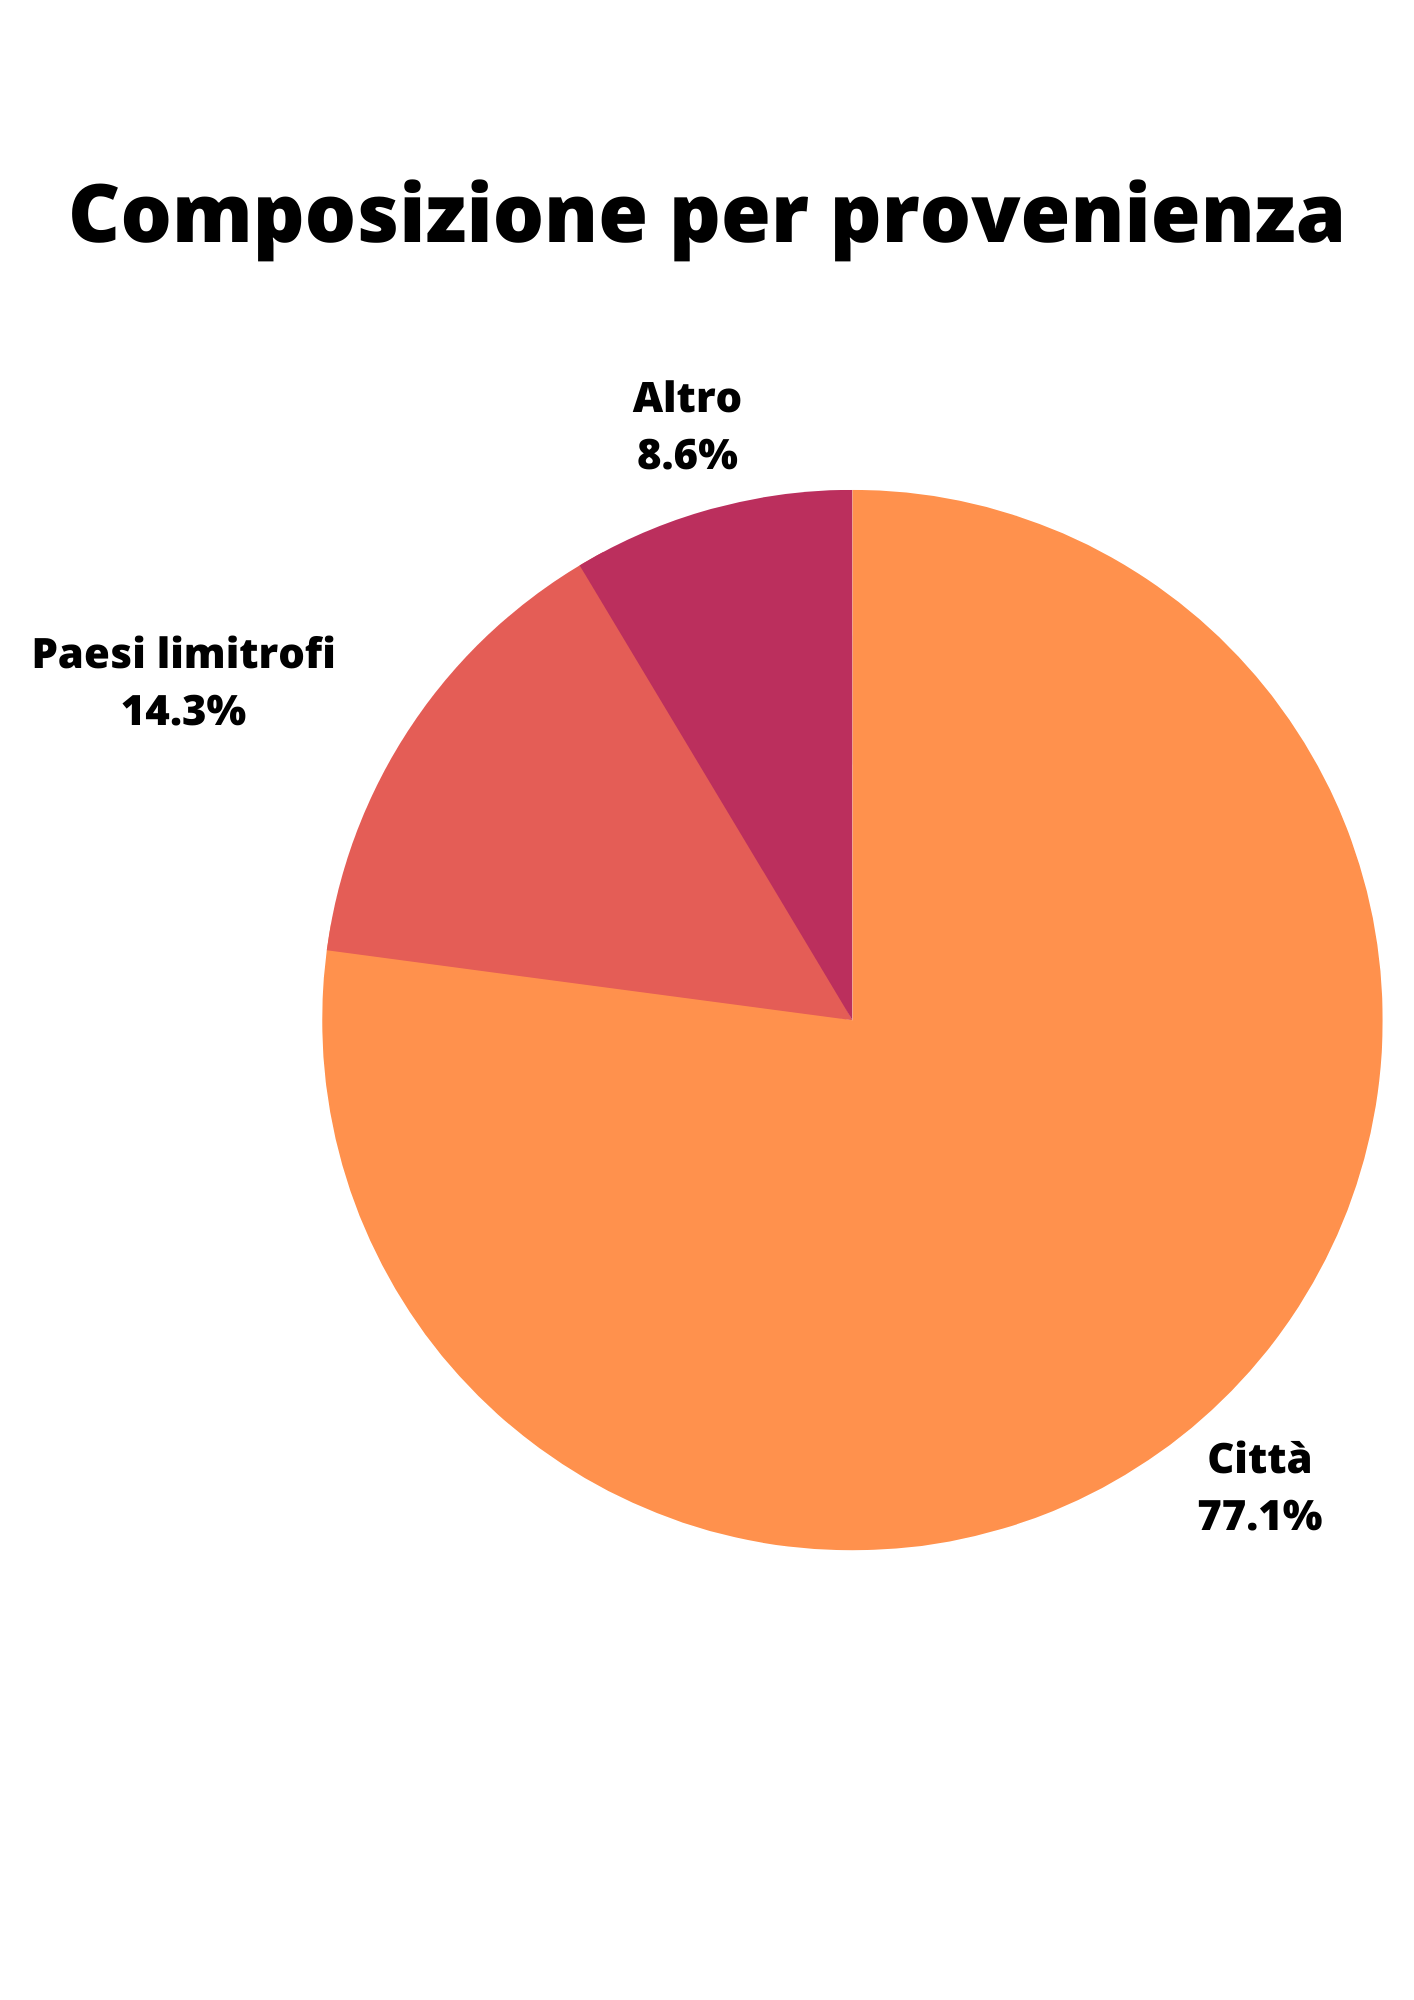 Composizione per provenienza
Altro
8.6%
Paesi limitrofi
14.3%
Città
77.1%